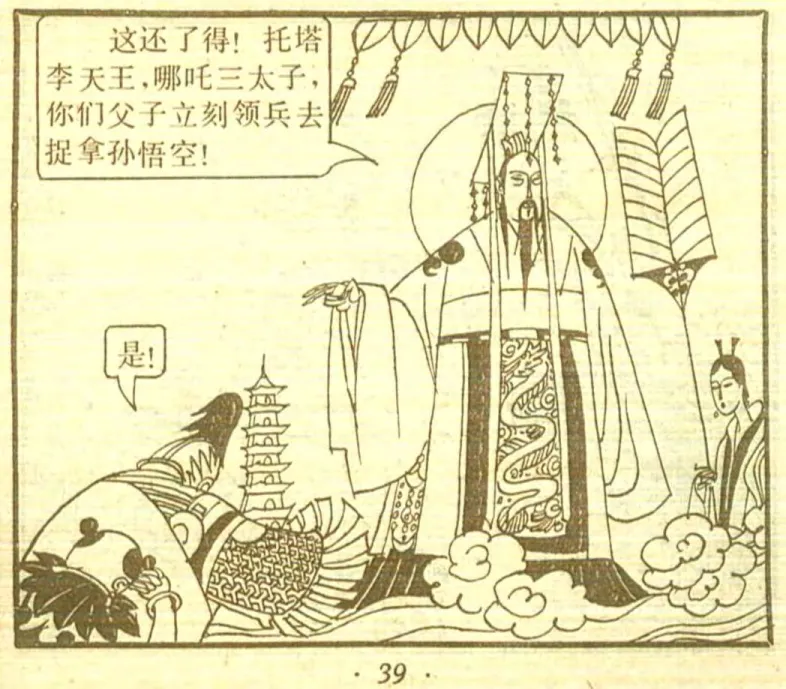 这还了得！托塔
李天王，哪吒三太子，
你们父子立刻领兵去
捉拿孙悟空！
是！
· 39 ·